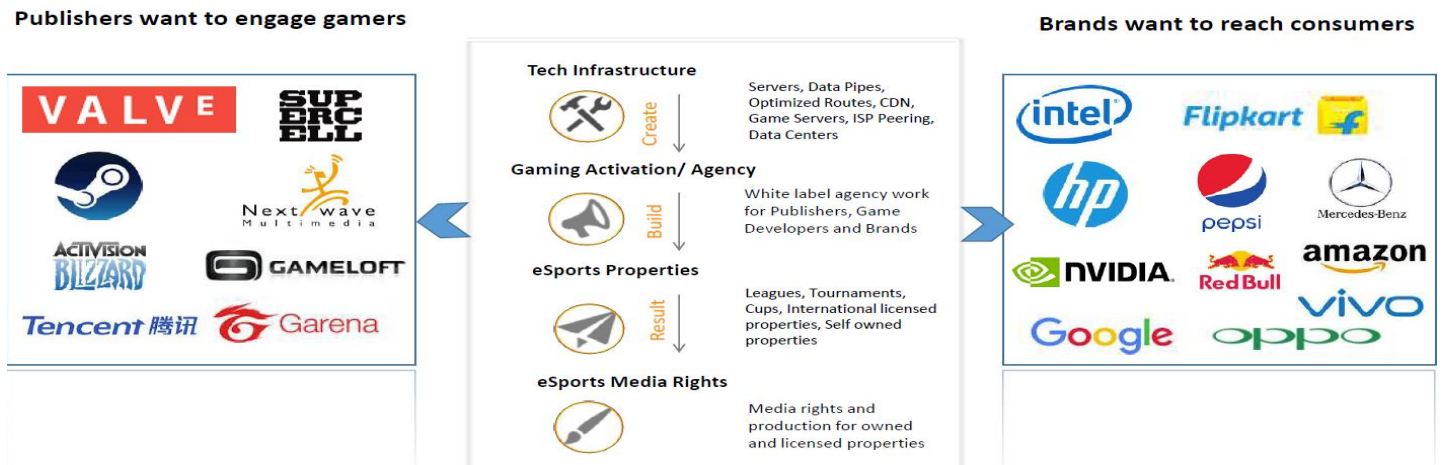 Publishers want to engage gamers
VALVE
SUP
ERC
ELL
Next wave
Multimedia
ACTIVISION
BLIZZARD
GAMELOFT
Tencent 腾讯
Garena
Tech Infrastructure
Create
Servers, Data Pipes,
Optimized Routes, CDN,
Game Servers, ISP Peering,
Data Centers
Gaming Activation/ Agency
Build
White label agency work
for Publishers, Game
Developers and Brands
eSports Properties
Result
Leagues, Tournaments,
Cups, International licensed
properties, Self owned
properties
eSports Media Rights
Media rights and
production for owned
and licensed properties
Brands want to reach consumers
intel
Flipkart
hp
pepsi
Mercedes-Benz
nVIDIA.
Red Bull
amazon
vivo
Google
oppo